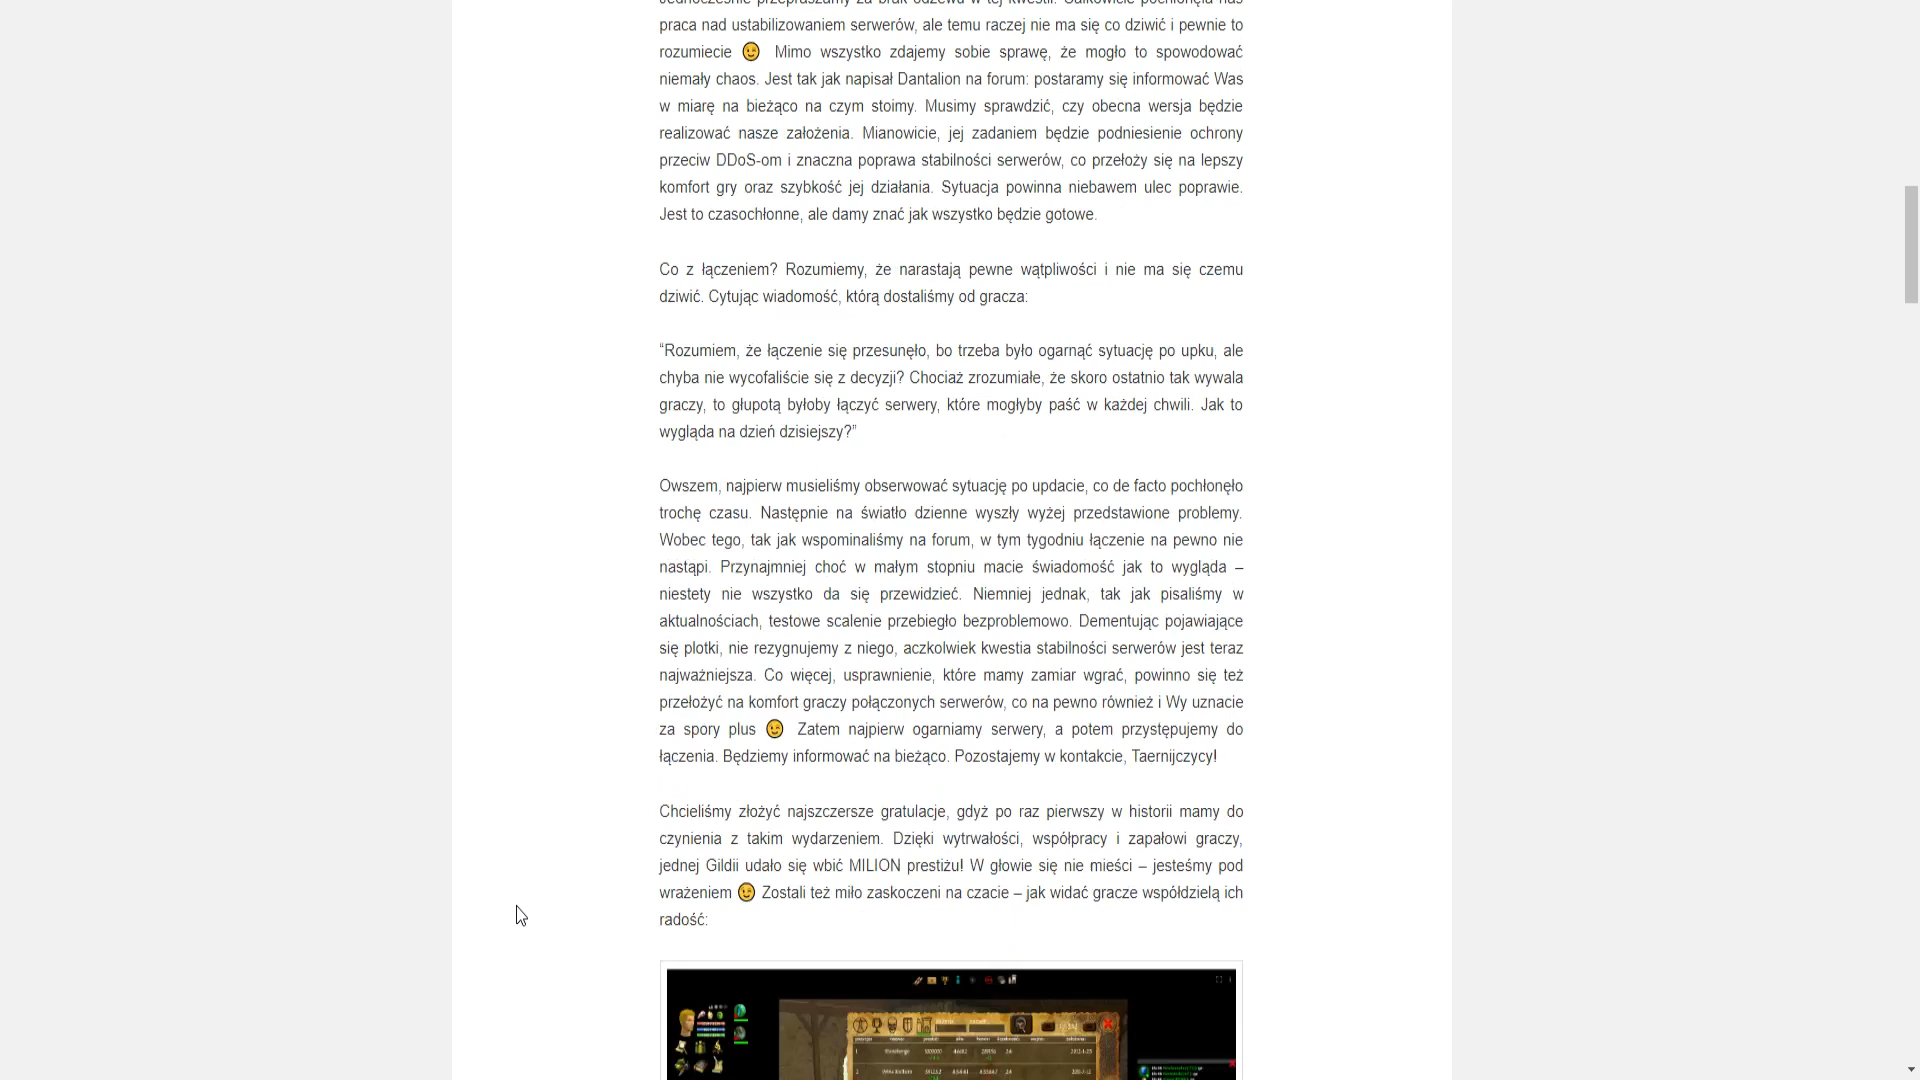 Jednocześnie przepraszamy za brak odzewu w tej kwestii. Całkowicie pochłonęła nas
praca nad ustabilizowaniem serwerów, ale temu raczej nie ma się co dziwić i pewnie to
rozumiecie 😉 Mimo wszystko zdajemy sobie sprawę, że mogło to spowodować
niemały chaos. Jest tak jak napisał Dantalion na forum: postaramy się informować Was
w miarę na bieżąco na czym stoimy. Musimy sprawdzić, czy obecna wersja będzie
realizować nasze założenia. Mianowicie, jej zadaniem będzie podniesienie ochrony
przeciw DDoS-om i znaczna poprawa stabilności serwerów, co przełoży się na lepszy
komfort gry oraz szybkość jej działania. Sytuacja powinna niebawem ulec poprawie.
Jest to czasochłonne, ale damy znać jak wszystko będzie gotowe.
Co z łączeniem? Rozumiemy, że narastają pewne wątpliwości i nie ma się czemu
dziwić. Cytując wiadomość, którą dostaliśmy od gracza:
“Rozumiem, że łączenie się przesunęło, bo trzeba było ogarnąć sytuację po upku, ale
chyba nie wycofaliście się z decyzji? Chociaż zrozumiałe, że skoro ostatnio tak wywala
graczy, to głupotą byłoby łączyć serwery, które mogłyby paść w każdej chwili. Jak to
wygląda na dzień dzisiejszy?”
Owszem, najpierw musieliśmy obserwować sytuację po updacie, co de facto pochłonęło
trochę czasu. Następnie na światło dzienne wyszły wyżej przedstawione problemy.
Wobec tego, tak jak wspominaliśmy na forum, w tym tygodniu łączenie na pewno nie
nastąpi. Przynajmniej choć w małym stopniu macie świadomość jak to wygląda –
niestety nie wszystko da się przewidzieć. Niemniej jednak, tak jak pisaliśmy w
aktualnościach, testowe scalenie przebiegło bezproblemowo. Dementując pojawiające
się plotki, nie rezygnujemy z niego, aczkolwiek kwestia stabilności serwerów jest teraz
najważniejsza. Co więcej, usprawnienie, które mamy zamiar wgrać, powinno się też
przełożyć na komfort graczy połączonych serwerów, co na pewno również i Wy uznacie
za spory plus 😉 Zatem najpierw ogarniamy serwery, a potem przystępujemy do
łączenia. Będziemy informować na bieżąco. Pozostajemy w kontakcie, Taernijczycy!
Chcieliśmy złożyć najszczersze gratulacje, gdyż po raz pierwszy w historii mamy do
czynienia z takim wydarzeniem. Dzięki wytrwałości, współpracy i zapałowi graczy,
jednej Gildii udało się wbić MILION prestiżu! W głowie się nie mieści – jesteśmy pod
wrażeniem 😉 Zostali też miło zaskoczeni na czacie – jak widać gracze współdzielą ich
radość: